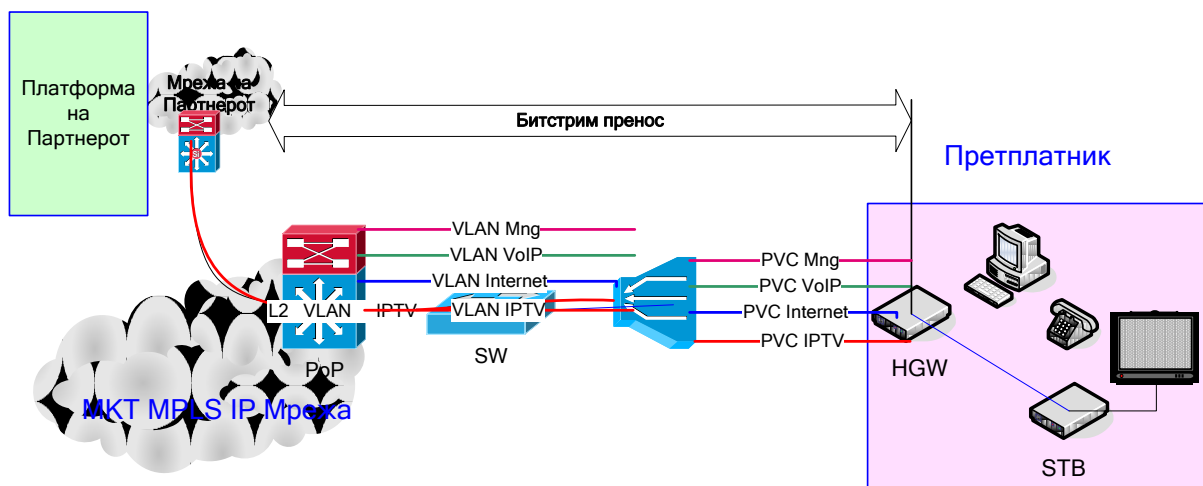 Платформа
на
Партнерот
Мрежа на
Партнерот
Битстрим пренос
Претплатник
VLAN Mng
VLAN VoIP
VLAN Internet
L2 VLAN IPTV
VLAN IPTV
SW
PoP
МКТ MPLS IP Мрежа
PVC Mng
PVC VoIP
PVC Internet
PVC IPTV
HGW
STB